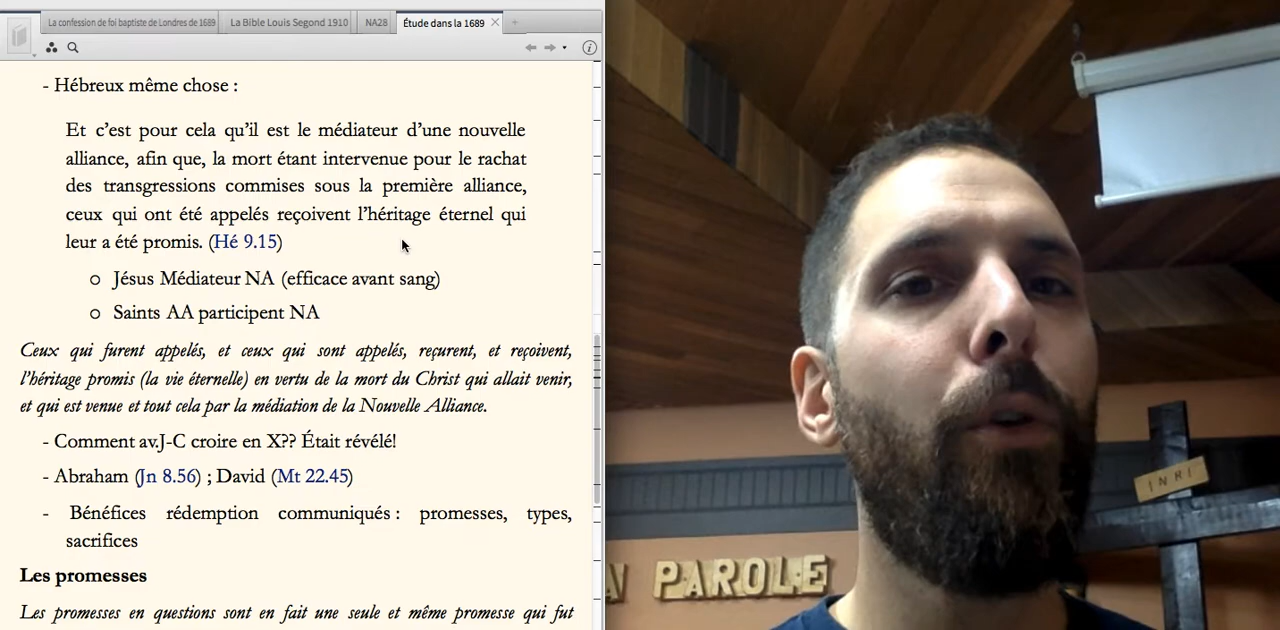 La confession de foi baptiste de Londres de 1689
La Bible Louis Segond 1910
NA28
Étude dans la 1689
- Hébreux même chose :
Et c’est pour cela qu’il est le médiateur d’une nouvelle
alliance, afin que, la mort étant intervenue pour le rachat
des transgressions commises sous la première alliance,
ceux qui ont été appelés reçoivent l’héritage éternel qui
leur a été promis. (Hé 9.15)
o Jésus Médiateur NA (efficace avant sang)
o Saints AA participent NA
Ceux qui furent appelés, et ceux qui sont appelés, reçurent, et reçoivent,
l’héritage promis (la vie éternelle) en vertu de la mort du Christ qui allait venir,
et qui est venue et tout cela par la médiation de la Nouvelle Alliance.
- Comment av.J-C croire en X?? Était révélé!
- Abraham (Jn 8.56) ; David (Mt 22.45)
- Bénéfices rédemption communiqués : promesses, types,
sacrifices
Les promesses
Les promesses en questions sont en fait une seule et même promesse qui fut
INRI
A PAROLE